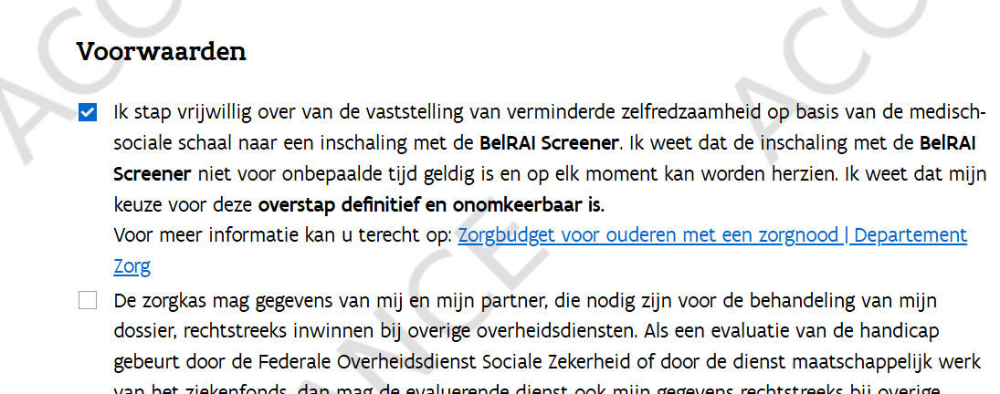 Voorwaarden
Ik stap vrijwillig over van de vaststelling van verminderde zelfredzaamheid op basis van de medisch-
sociale schaal naar een inschaling met de BelRAI Screener. Ik weet dat de inschaling met de BelRAI
Screener niet voor onbepaalde tijd geldig is en op elk moment kan worden herzien. Ik weet dat mijn
keuze voor deze overstap definitief en onomkeerbaar is.
Voor meer informatie kan u terecht op: Zorgbudget voor ouderen met een zorgnood | Departement
Zorg
De zorgkas mag gegevens van mij en mijn partner, die nodig zijn voor de behandeling van mijn
dossier, rechtstreeks inwinnen bij overige overheidsdiensten. Als een evaluatie van de handicap
gebeurt door de Federale Overheidsdienst Sociale Zekerheid of door de dienst maatschappelijk werk
van het ziekenfonds, dan mag de evaluerende dienst ook mijn gegevens rechtstreeks bij overige